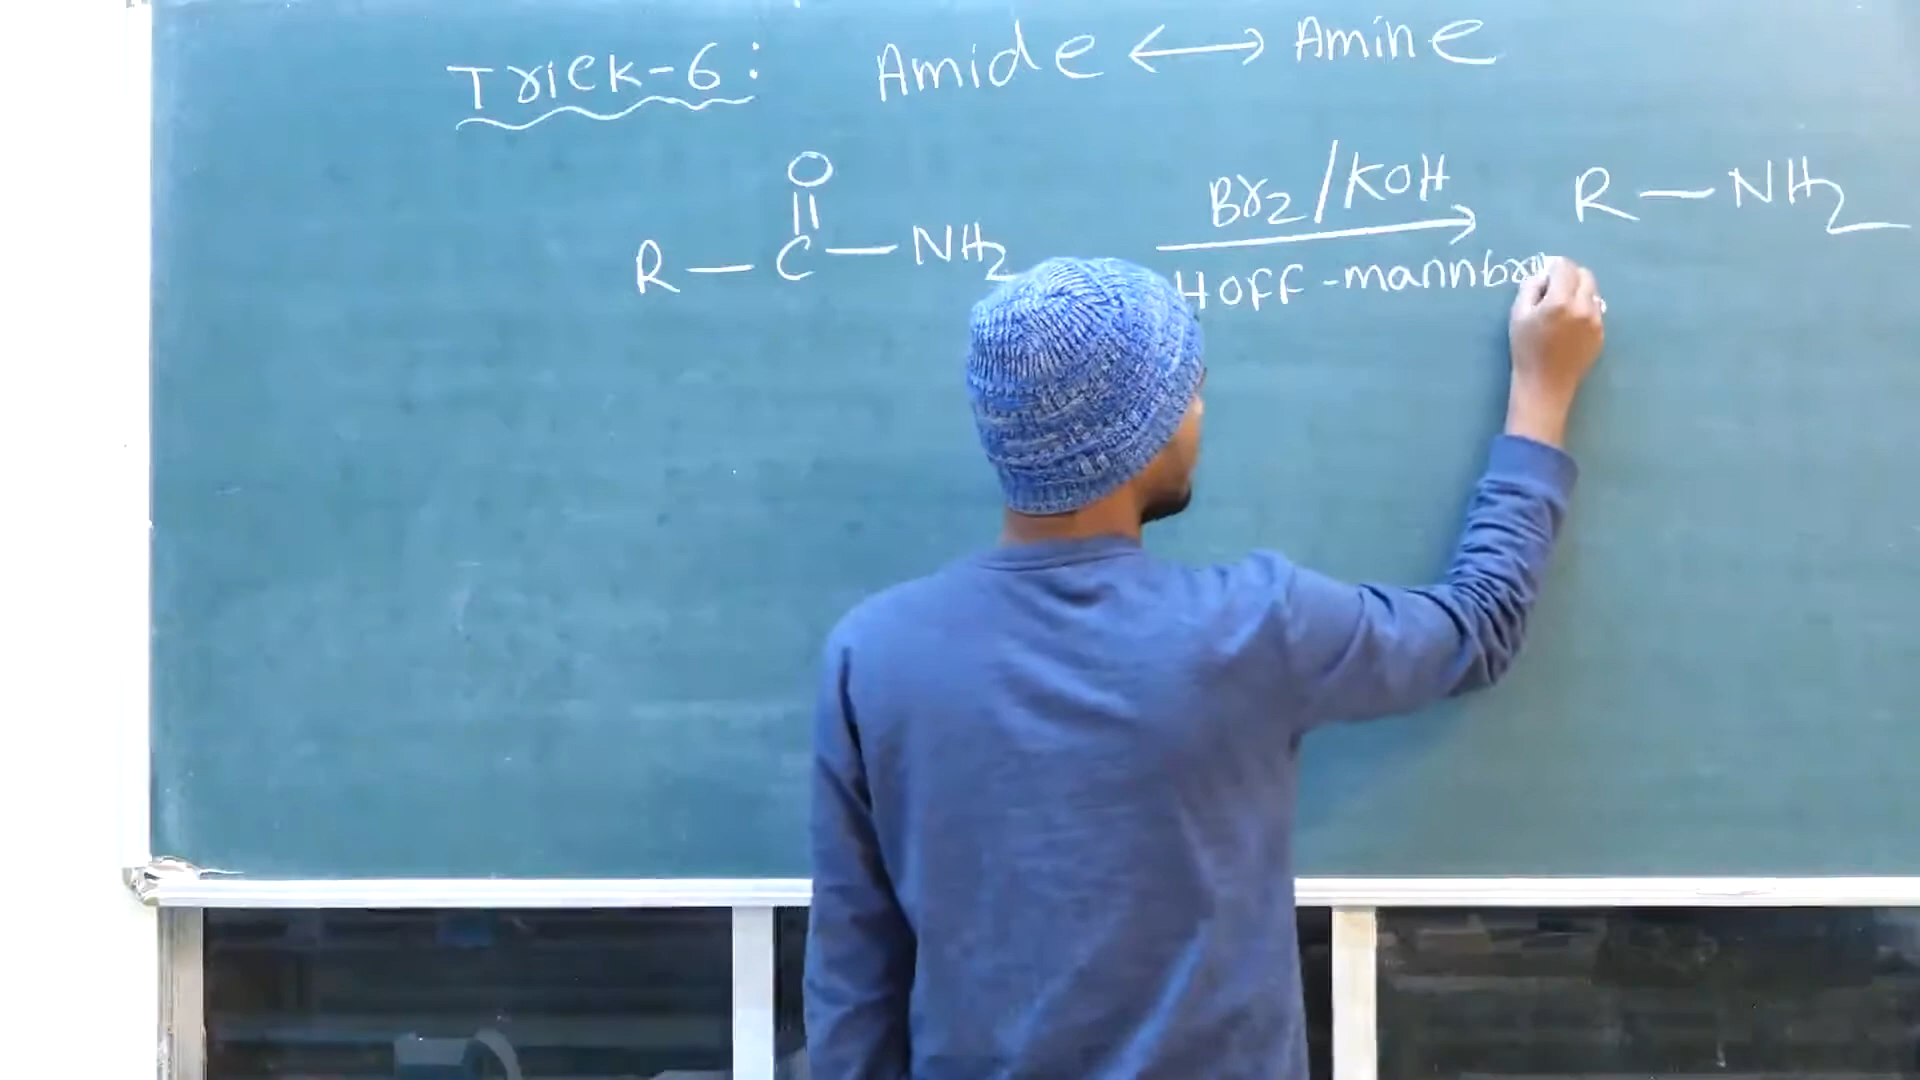 Trick-6: Amide ⟷ Amine
O
||
R — C — NH2 Br2/KOH → R — NH2
HOFF-mannbr